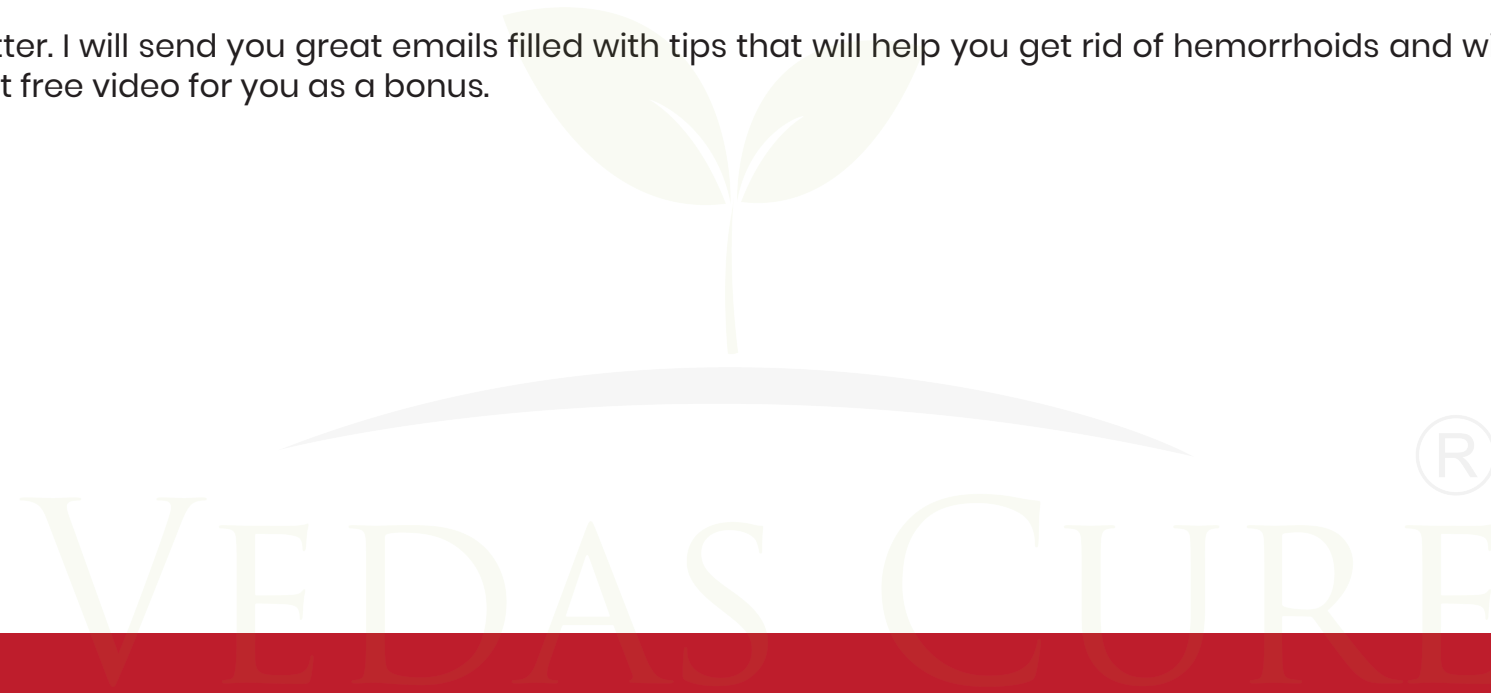 tter. I will send you great emails filled with tips that will help you get rid of hemorrhoids and wi
t free video for you as a bonus.
®
VEDAS CURE